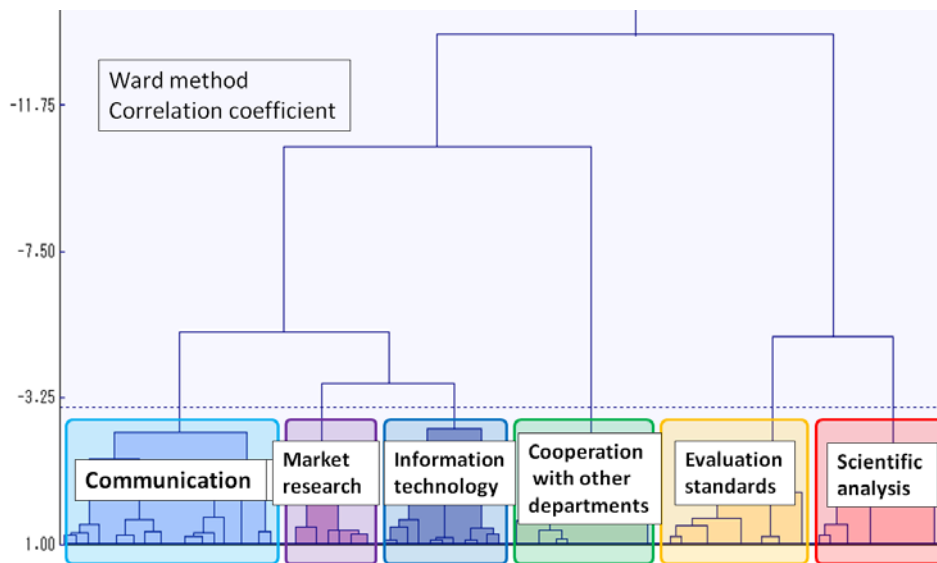 Ward method
Correlation coefficient
-11.75
-7.50
-3.25
1.00
Communication
Market
research
Information
technology
Cooperation
with other
departments
Evaluation
standards
Scientific
analysis